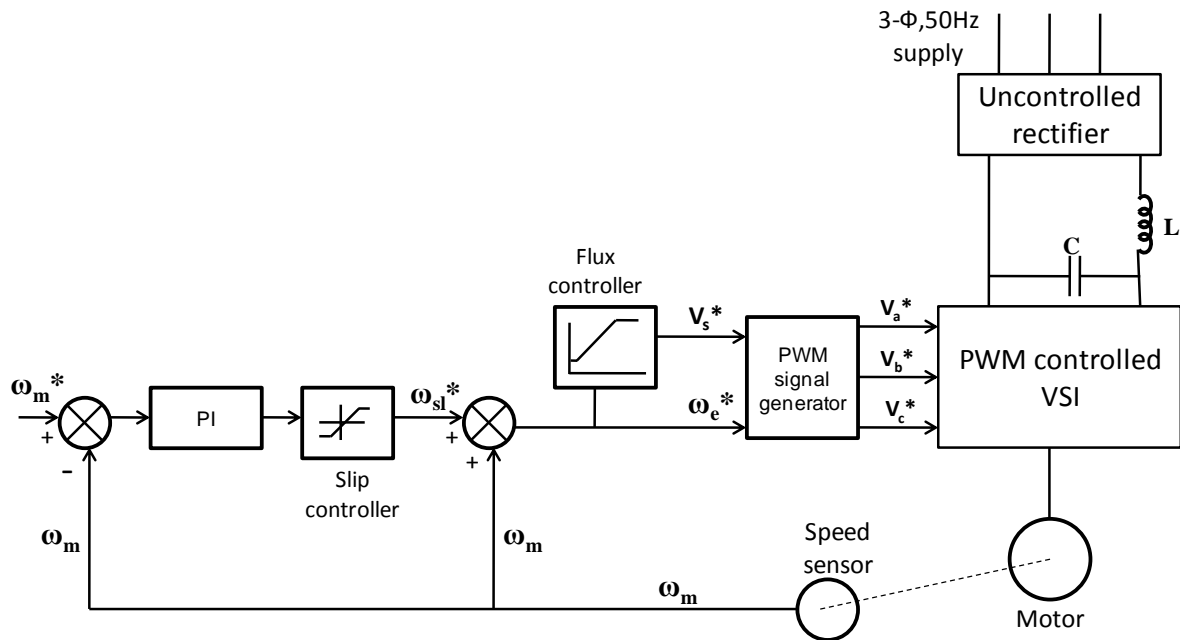 3-Φ,50Hz
supply
Uncontrolled
rectifier
L
C
Flux
controller
Vs*
Va*
PWM
signal
generator
Vb*
PWM controlled
VSI
ωm*
+
-
PI
ωsl*
+
+
ωe*
Vc*
Slip
controller
ωm
ωm
Speed
sensor
ωm
Motor